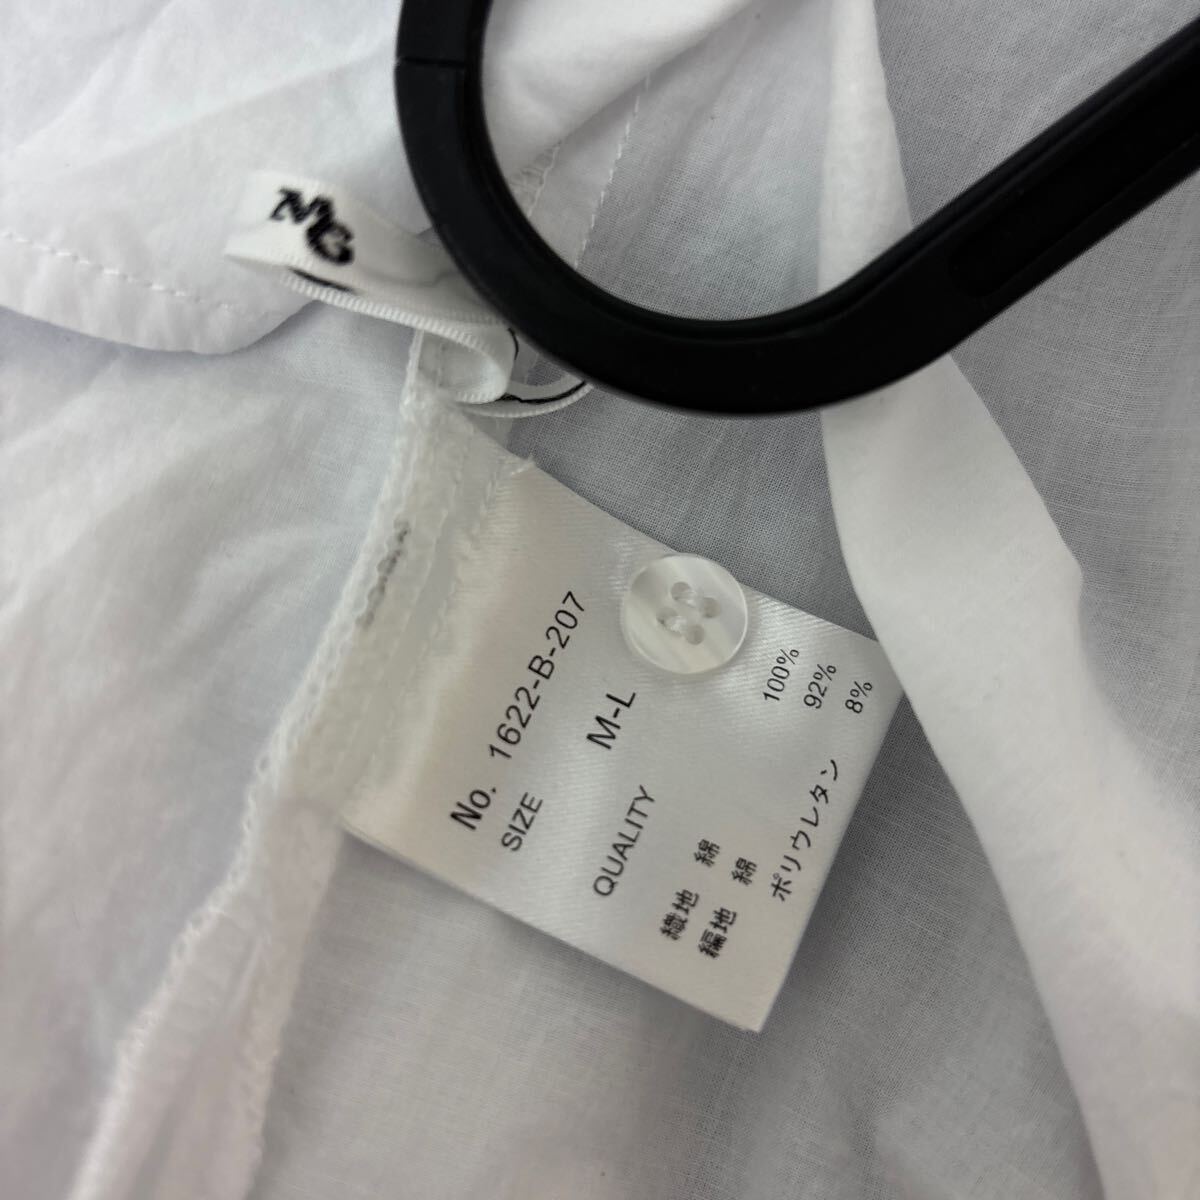 No. 1622-B-207
SIZE M-L
QUALITY
織地 綿 100%
編地 綿 92%
ポリウレタン 8%